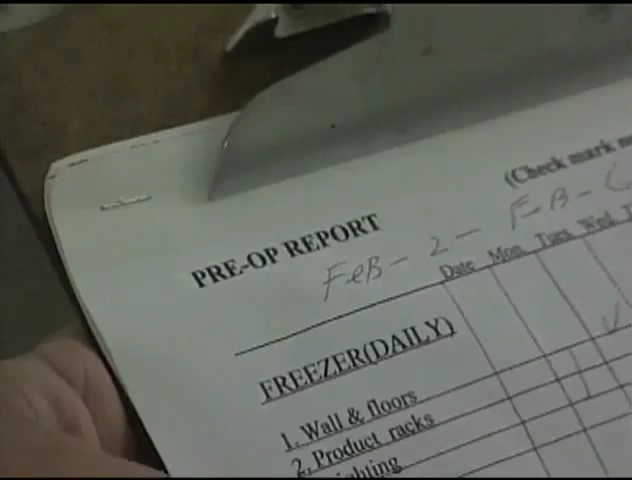 (Check mark
PRE-OP REPORT
FeB - 2 - F-B-
Date Mon. Tues. Wed.
FREEZER(DAILY)
1. Wall & floors
2. Product racks